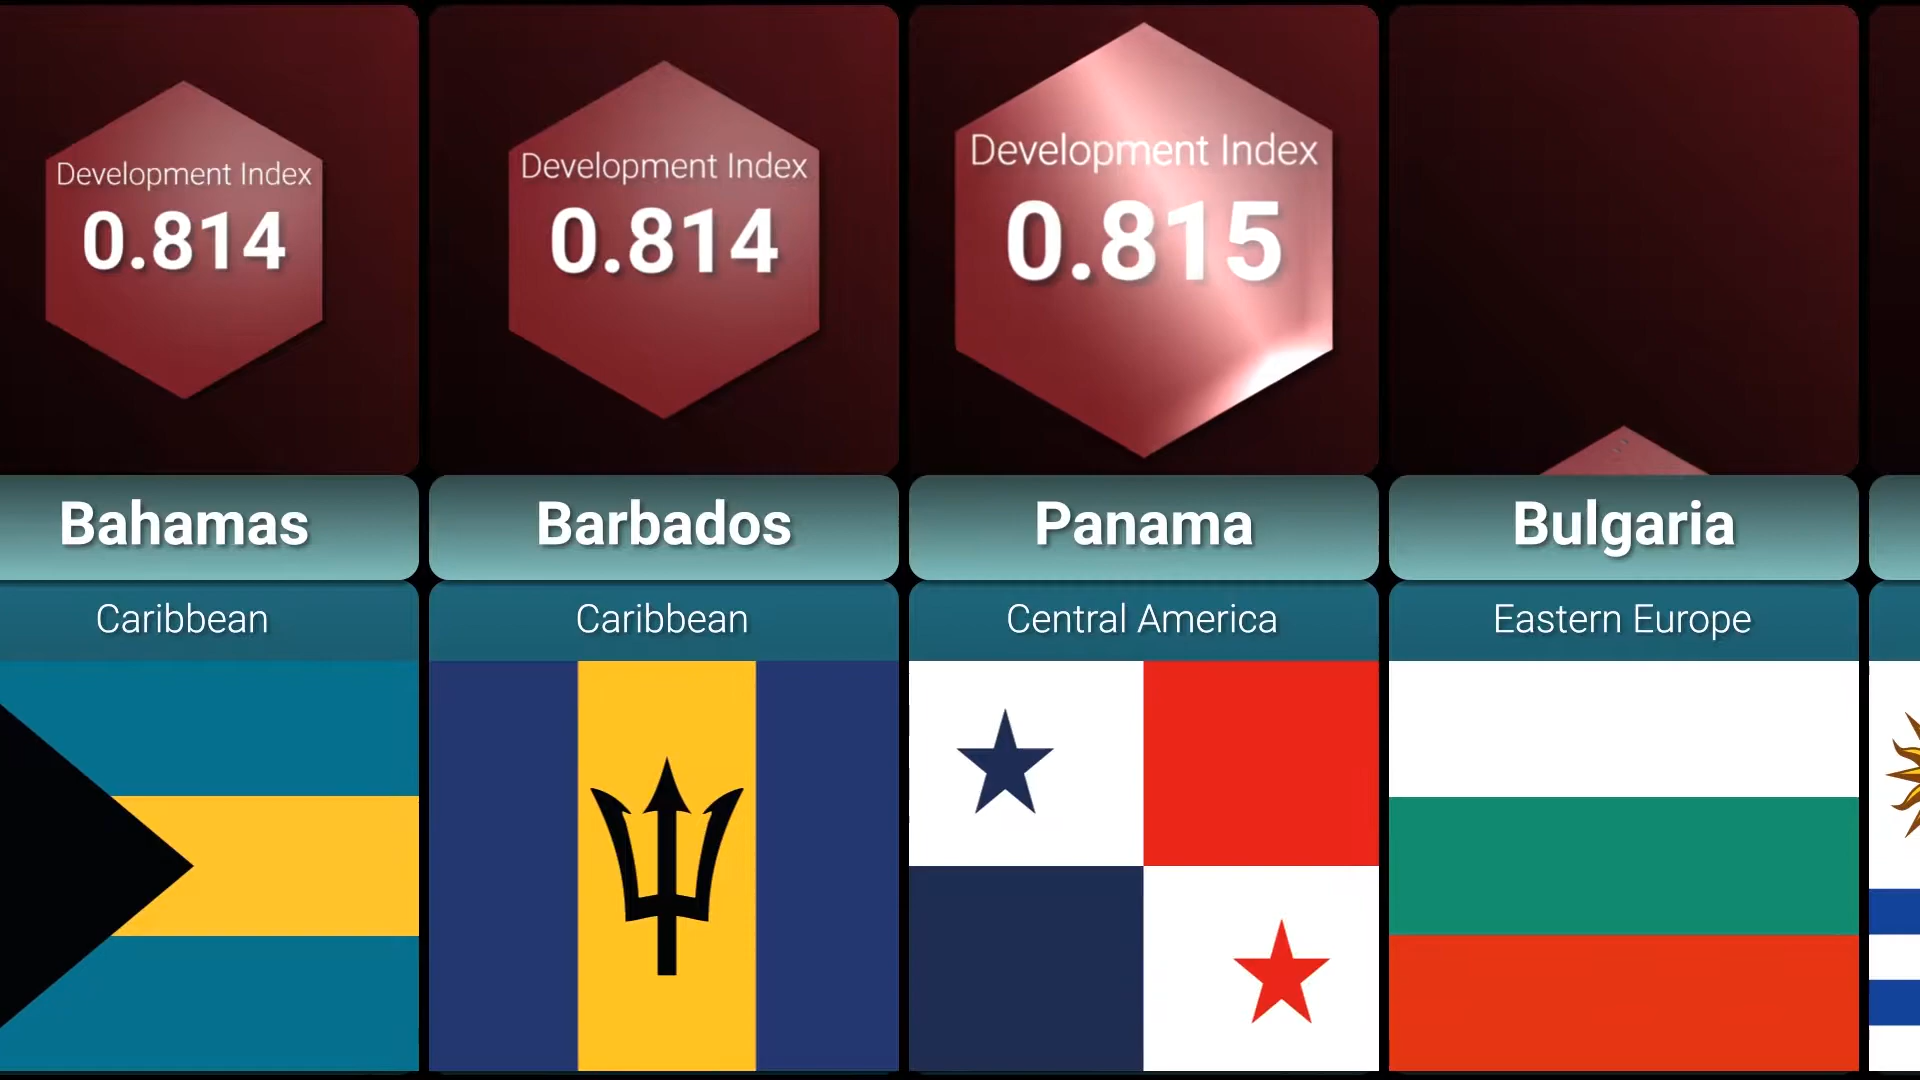 Development Index
0.814
Development Index
0.814
Development Index
0.815
Bahamas
Barbados
Panama
Bulgaria
Caribbean
Caribbean
Central America
Eastern Europe